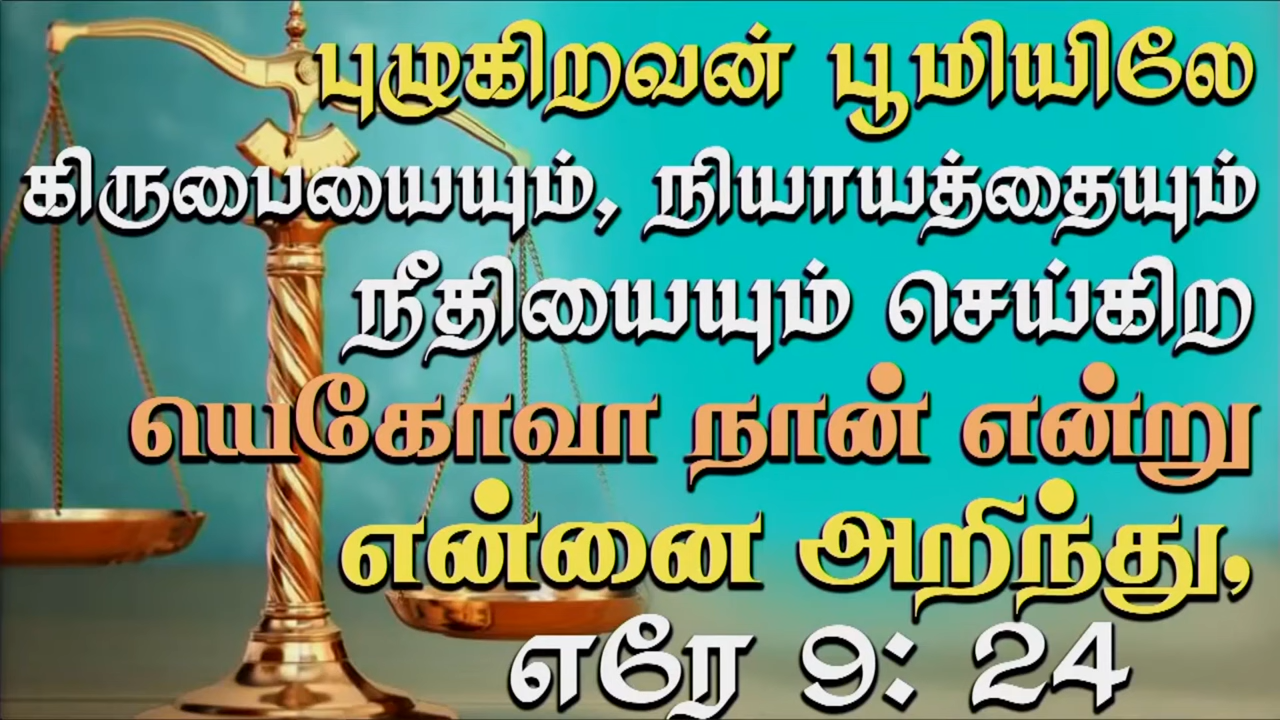 புழுகிறவன் பூமியிலே
கிருபையையும், நியாயத்தையும்
நீதியையும் செய்கிற
யெகோவா நான் என்று
என்னை அறிந்து,
எரே 9: 24